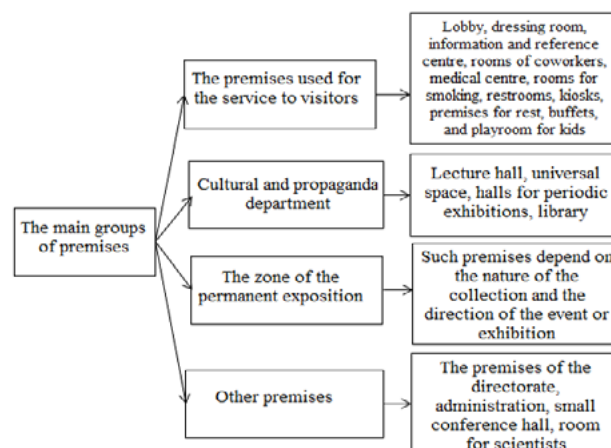 The main groups
of premises
The premises used for
the service to visitors
Lobby, dressing room,
information and reference
centre, rooms of coworkers,
medical centre, rooms for
smoking, restrooms, kiosks,
premises for rest, buffets,
and playroom for kids
Cultural and propaganda
department
Lecture hall, universal
space, halls for periodic
exhibitions, library
The zone of the
permanent exposition
Such premises depend on
the nature of the
collection and the
direction of the event or
exhibition
Other premises
The premises of the
directorate,
administration, small
conference hall, room
for scientists